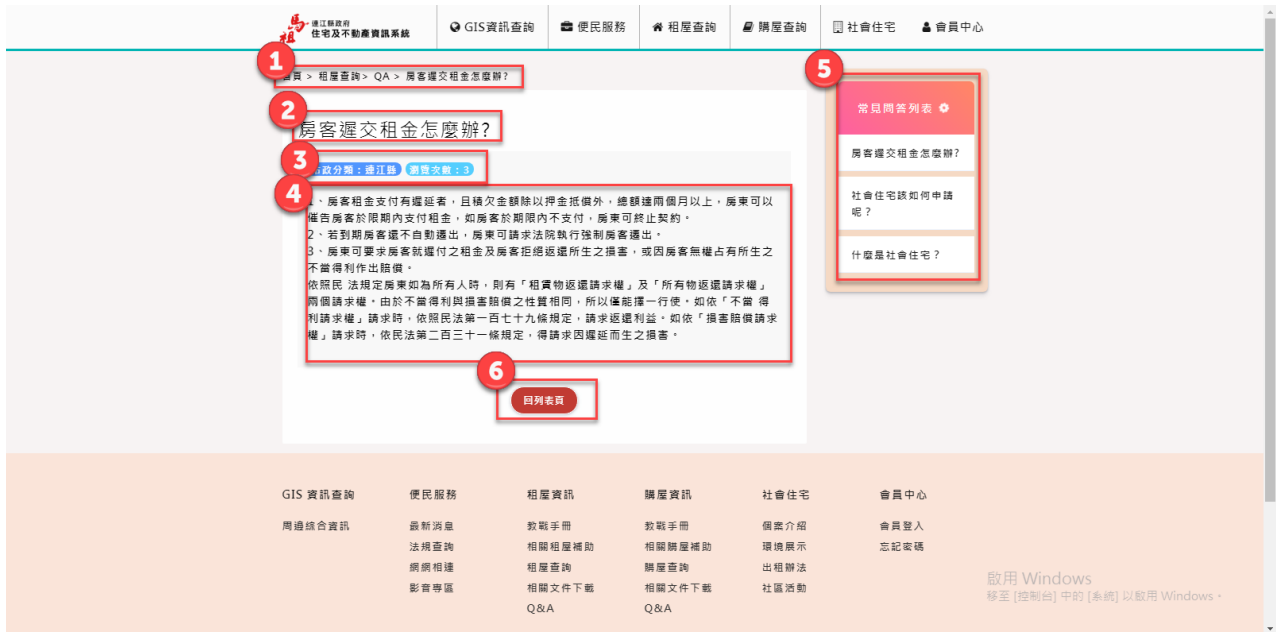 馬祖 連江縣政府
住宅及不動產資訊系統
GIS資訊查詢 便民服務 租屋查詢 購屋查詢 社會住宅 會員中心
1
首頁 > 租屋查詢> QA > 房客遲交租金怎麼辦?
2
房客遲交租金怎麼辦?
3
政分類：連江縣 瀏覽次數：3
4
1、房客租金支付有遲延者，且積欠金額除以押金抵償外，總額達兩個月以上，房東可以
催告房客於限期內支付租金，如房客於期限內不支付，房東可終止契約。
2、若到期房客還不自動遷出，房東可請求法院執行強制房客遷出。
3、房東可要求房客就遲付之租金及房客拒絕返還所生之損害，或因房客無權占有所生之
不當得利作出賠償。
依照民 法規定房東如為所有人時，則有「租賃物返還請求權」及「所有物返還請求權」
兩個請求權。由於不當得利與損害賠償之性質相同，所以僅能擇一行使。如依「不當 得
利請求權」請求時，依照民法第一百七十九條規定，請求返還利益。如依「損害賠償請求
權」請求時，依民法第二百三十一條規定，得請求因遲延而生之損害。
6
回列表頁
5
常見問答列表
房客遲交租金怎麼辦?
社會住宅該如何申請
呢？
什麼是社會住宅？
GIS 資訊查詢 便民服務 租屋資訊 購屋資訊 社會住宅 會員中心
周邊綜合資訊 最新消息 教戰手冊 教戰手冊 個案介紹 會員登入
法規查詢 相關租屋補助 相關購屋補助 環境展示 忘記密碼
網網相連 租屋查詢 購屋查詢 出租辦法
影音專區 相關文件下載 相關文件下載 社區活動
Q&A Q&A
啟用 Windows
移至 [控制台] 中的 [系統] 以啟用 Windows。